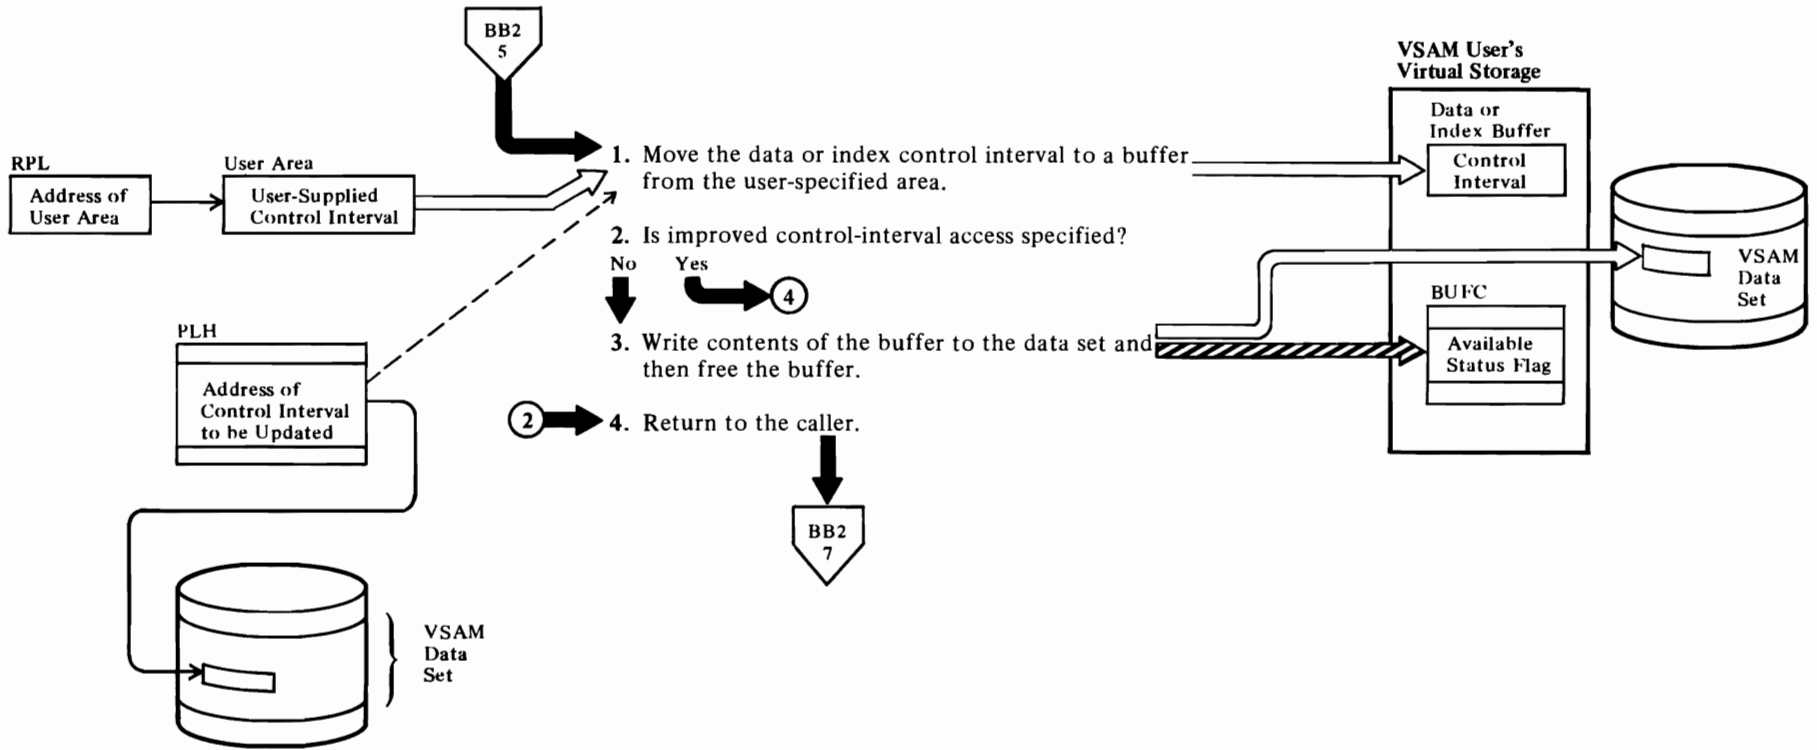 BB2
5
VSAM User's
Virtual Storage
Data or
Index Buffer
Control
Interval
RPL
Address of
User Area
User Area
User-Supplied
Control Interval
1. Move the data or index control interval to a buffer
from the user-specified area.
2. Is improved control-interval access specified?
No Yes
4
VSAM
Data
Set
BUFC
Available
Status Flag
3. Write contents of the buffer to the data set and
then free the buffer.
PLH
Address of
Control Interval
to be Updated
2
4. Return to the caller.
BB2
7
VSAM
Data
Set